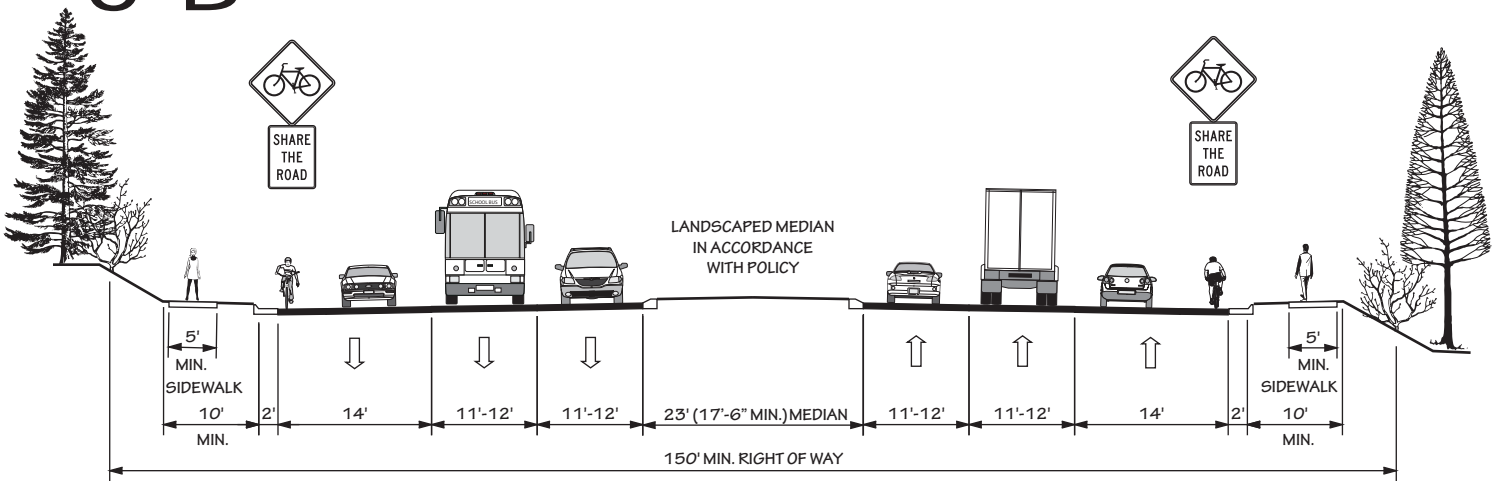 SHARE
THE
ROAD
SHARE
THE
ROAD
SCHOOL BUS
LANDSCAPED MEDIAN
IN ACCORDANCE
WITH POLICY
5'
MIN.
SIDEWALK
5'
MIN.
SIDEWALK
10' 2' 14' 11'-12' 11'-12' 23' (17'-6" MIN.) MEDIAN 11'-12' 11'-12' 14' 2' 10'
MIN.
MIN.
150' MIN. RIGHT OF WAY